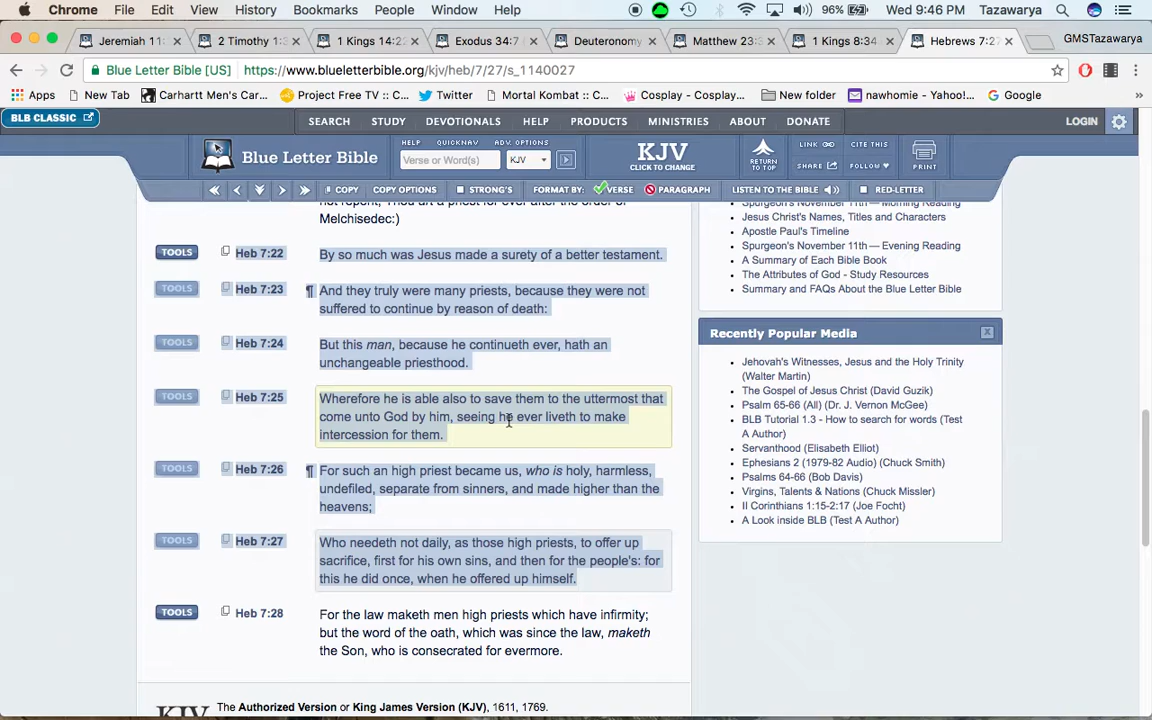 Chrome File Edit View History Bookmarks People Window Help 96% Wed 9:46 PM Tazawarya
Jeremiah 11: 2 Timothy 1:3 1 Kings 14:22 Exodus 34:7 Deuteronomy Matthew 23:3 1 Kings 8:34 Hebrews 7:27 GMSTazawarya
Blue Letter Bible [US] https://www.blueletterbible.org/kjv/heb/7/27/s_1140027
Apps New Tab Carhartt Men's Car... Project Free TV :: C... Twitter Mortal Kombat :: C... Cosplay - Cosplay... New folder nawhomie - Yahoo!... Google »
BLB CLASSIC SEARCH STUDY DEVOTIONALS HELP PRODUCTS MINISTRIES ABOUT DONATE LOGIN
HELP QUICKNAV ADV. OPTIONS
Blue Letter Bible Verse or Word(s) KJV KJV CLICK TO CHANGE RETURN TO TOP LINK CITE THIS SHARE FOLLOW PRINT
COPY COPY OPTIONS STRONG'S FORMAT BY: VERSE PARAGRAPH LISTEN TO THE BIBLE RED-LETTER
not repent, Thou art a priest for ever after the order of
Melchisedec:)
TOOLS Heb 7:22 By so much was Jesus made a surety of a better testament.
TOOLS Heb 7:23 ¶ And they truly were many priests, because they were not
suffered to continue by reason of death:
TOOLS Heb 7:24 But this man, because he continueth ever, hath an
unchangeable priesthood.
TOOLS Heb 7:25 Wherefore he is able also to save them to the uttermost that
come unto God by him, seeing he ever liveth to make
intercession for them.
TOOLS Heb 7:26 ¶ For such an high priest became us, who is holy, harmless,
undefiled, separate from sinners, and made higher than the
heavens;
TOOLS Heb 7:27 Who needeth not daily, as those high priests, to offer up
sacrifice, first for his own sins, and then for the people's: for
this he did once, when he offered up himself.
TOOLS Heb 7:28 For the law maketh men high priests which have infirmity;
but the word of the oath, which was since the law, maketh
the Son, who is consecrated for evermore.
KJV The Authorized Version or King James Version (KJV), 1611, 1769.
Spurgeon's November 11th — Morning Reading
Jesus Christ's Names, Titles and Characters
Apostle Paul's Timeline
Spurgeon's November 11th — Evening Reading
A Summary of Each Bible Book
The Attributes of God - Study Resources
Summary and FAQs About the Blue Letter Bible
Recently Popular Media
Jehovah's Witnesses, Jesus and the Holy Trinity
(Walter Martin)
The Gospel of Jesus Christ (David Guzik)
Psalm 65-66 (All) (Dr. J. Vernon McGee)
BLB Tutorial 1.3 - How to search for words (Test
A Author)
Servanthood (Elisabeth Elliot)
Ephesians 2 (1979-82 Audio) (Chuck Smith)
Psalms 64-66 (Bob Davis)
Virgins, Talents & Nations (Chuck Missler)
II Corinthians 1:15-2:17 (Joe Focht)
A Look inside BLB (Test A Author)